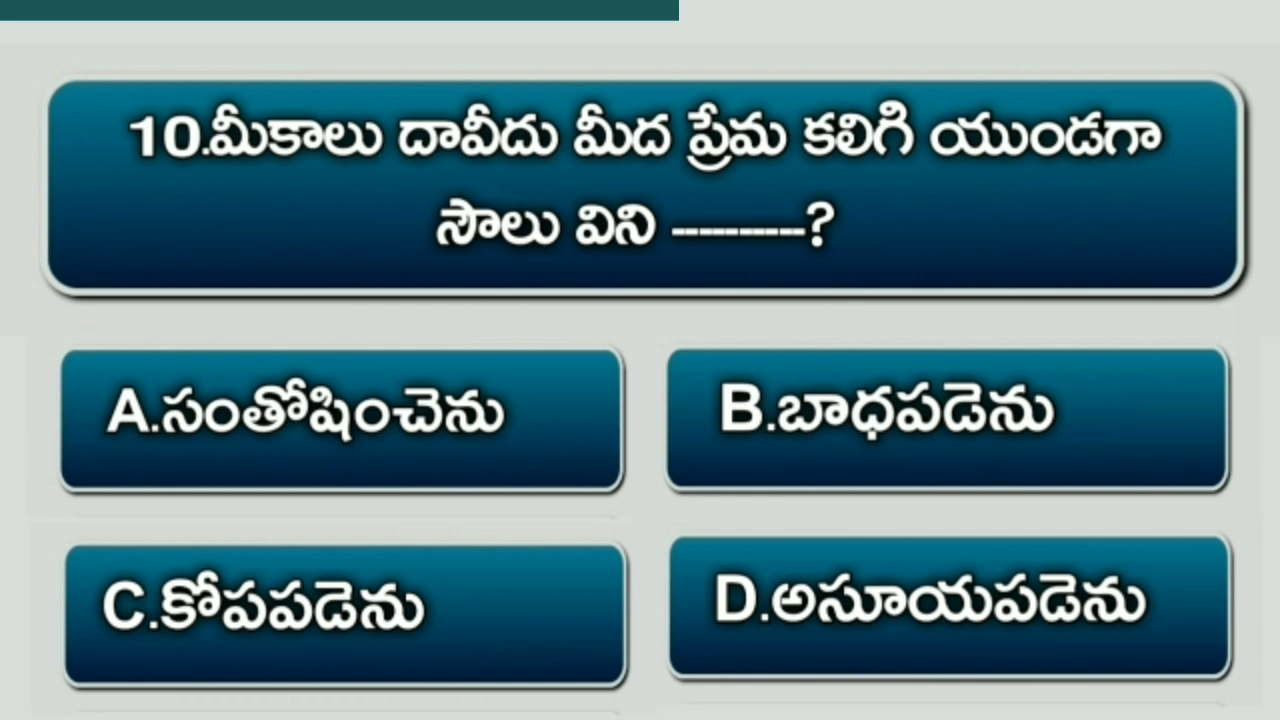 10.మీకాలు దావీదు మీద ప్రేమ కలిగి యుండగా
సౌలు విని ----------?
A.సంతోషించెను
B.బాధపడెను
C.కోపపడెను
D.అసూయపడెను